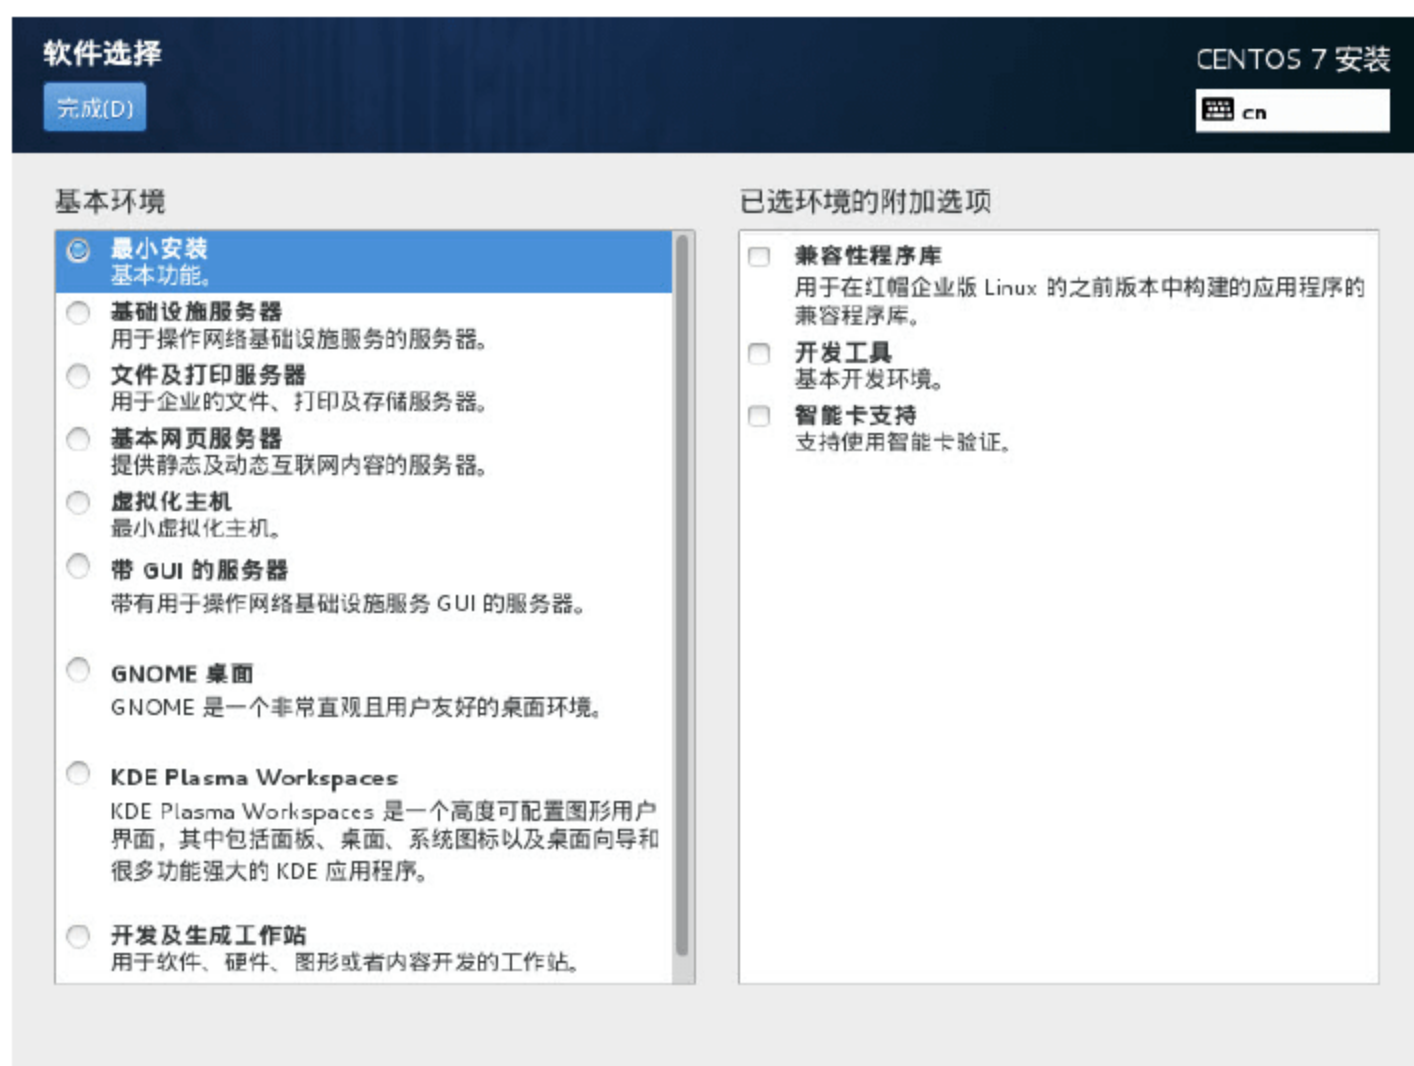 软件选择
完成(D)
CENTOS 7 安装
cn
基本环境
最小安装
基本功能。
基础设施服务器
用于操作网络基础设施服务的服务器。
文件及打印服务器
用于企业的文件、打印及存储服务器。
基本网页服务器
提供静态及动态互联网内容的服务器。
虚拟化主机
最小虚拟化主机。
带 GUI 的服务器
带有用于操作网络基础设施服务 GUI 的服务器。
GNOME 桌面
GNOME 是一个非常直观且用户友好的桌面环境。
KDE Plasma Workspaces
KDE Plasma Workspaces 是一个高度可配置图形用户
界面，其中包括面板、桌面、系统图标以及桌面向导和
很多功能强大的 KDE 应用程序。
开发及生成工作站
用于软件、硬件、图形或者内容开发的工作站。
已选环境的附加选项
兼容性程序库
用于在红帽企业版 Linux 的之前版本中构建的应用程序的
兼容程序库。
开发工具
基本开发环境。
智能卡支持
支持使用智能卡验证。